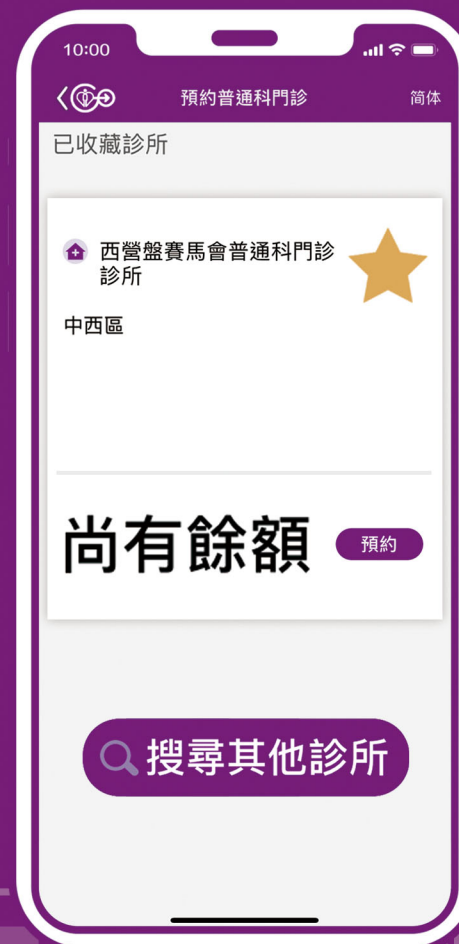 10:00
預約普通科門診
简体
已收藏診所
西營盤賽馬會普通科門診
診所
中西區
尚有餘額
預約
搜尋其他診所